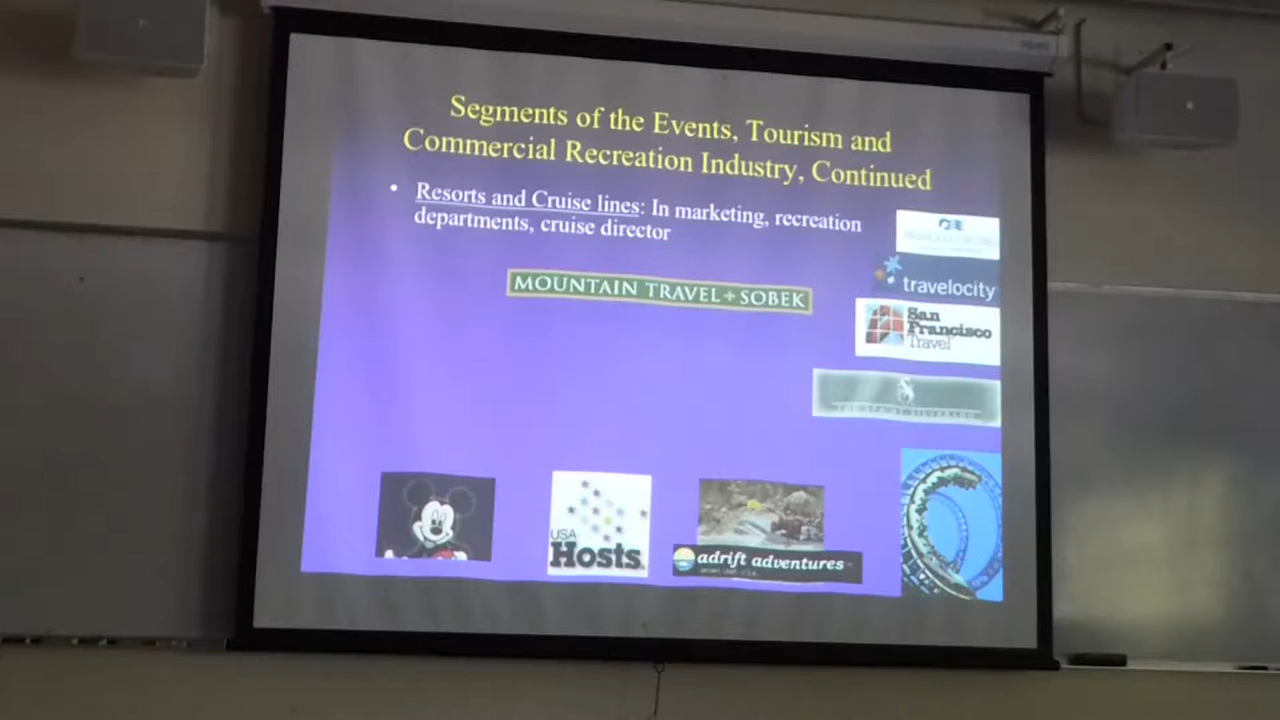 Segments of the Events, Tourism and
Commercial Recreation Industry, Continued
• Resorts and Cruise lines: In marketing, recreation
departments, cruise director
MOUNTAIN TRAVEL + SOBEK
travelocity
San
Francisco
Travel
USA
Hosts
adrift adventures